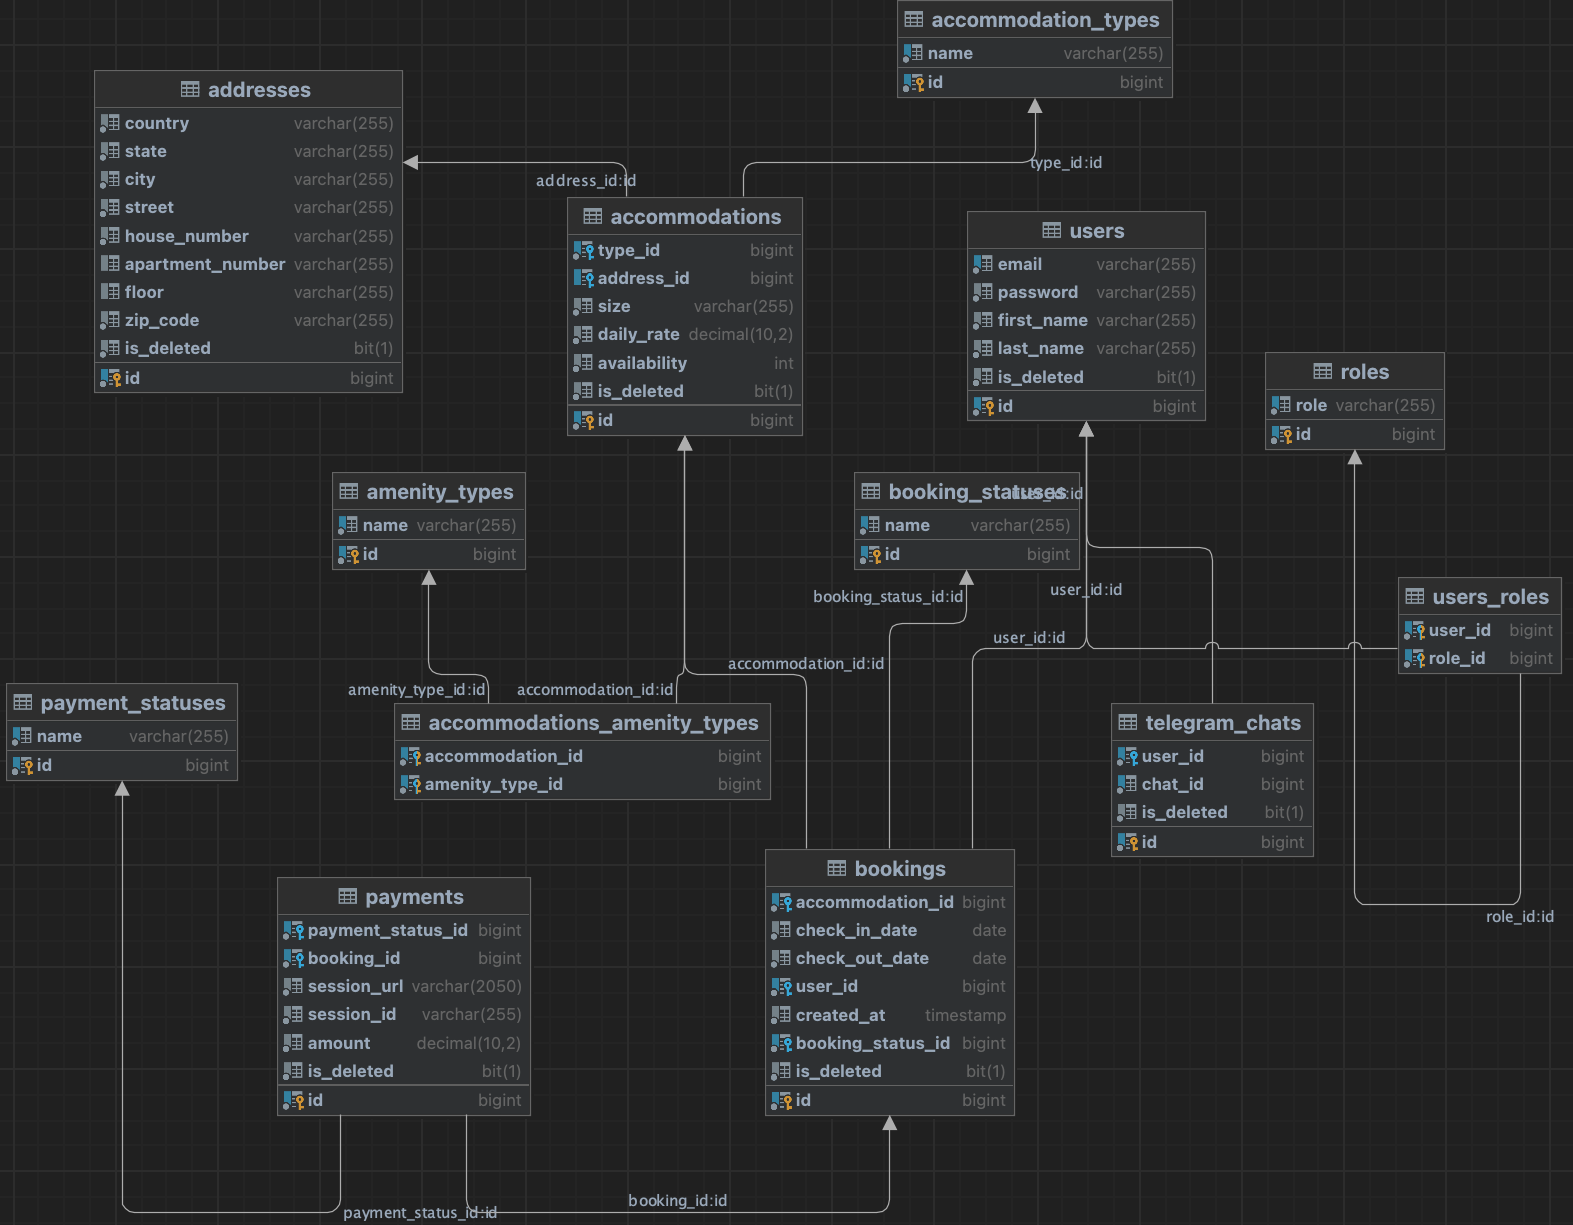 accommodation_types
name varchar(255)
id bigint
addresses
country varchar(255)
state varchar(255)
city varchar(255)
street varchar(255)
house_number varchar(255)
apartment_number varchar(255)
floor varchar(255)
zip_code varchar(255)
is_deleted bit(1)
id bigint
address_id:id
type_id:id
accommodations
type_id bigint
address_id bigint
size varchar(255)
daily_rate decimal(10,2)
availability int
is_deleted bit(1)
id bigint
users
email varchar(255)
password varchar(255)
first_name varchar(255)
last_name varchar(255)
is_deleted bit(1)
id bigint
roles
role varchar(255)
id bigint
amenity_types
name varchar(255)
id bigint
booking_statuses
user_id:id
name varchar(255)
id bigint
booking_status_id:id
user_id:id
users_roles
user_id bigint
role_id bigint
user_id:id
accommodation_id:id
amenity_type_id:id
accommodation_id:id
payment_statuses
name varchar(255)
id bigint
accommodations_amenity_types
accommodation_id bigint
amenity_type_id bigint
telegram_chats
user_id bigint
chat_id bigint
is_deleted bit(1)
id bigint
payments
payment_status_id bigint
booking_id bigint
session_url varchar(2050)
session_id varchar(255)
amount decimal(10,2)
is_deleted bit(1)
id bigint
bookings
accommodation_id bigint
check_in_date date
check_out_date date
user_id bigint
created_at timestamp
booking_status_id bigint
is_deleted bit(1)
id bigint
role_id:id
booking_id:id
payment_status_id:id